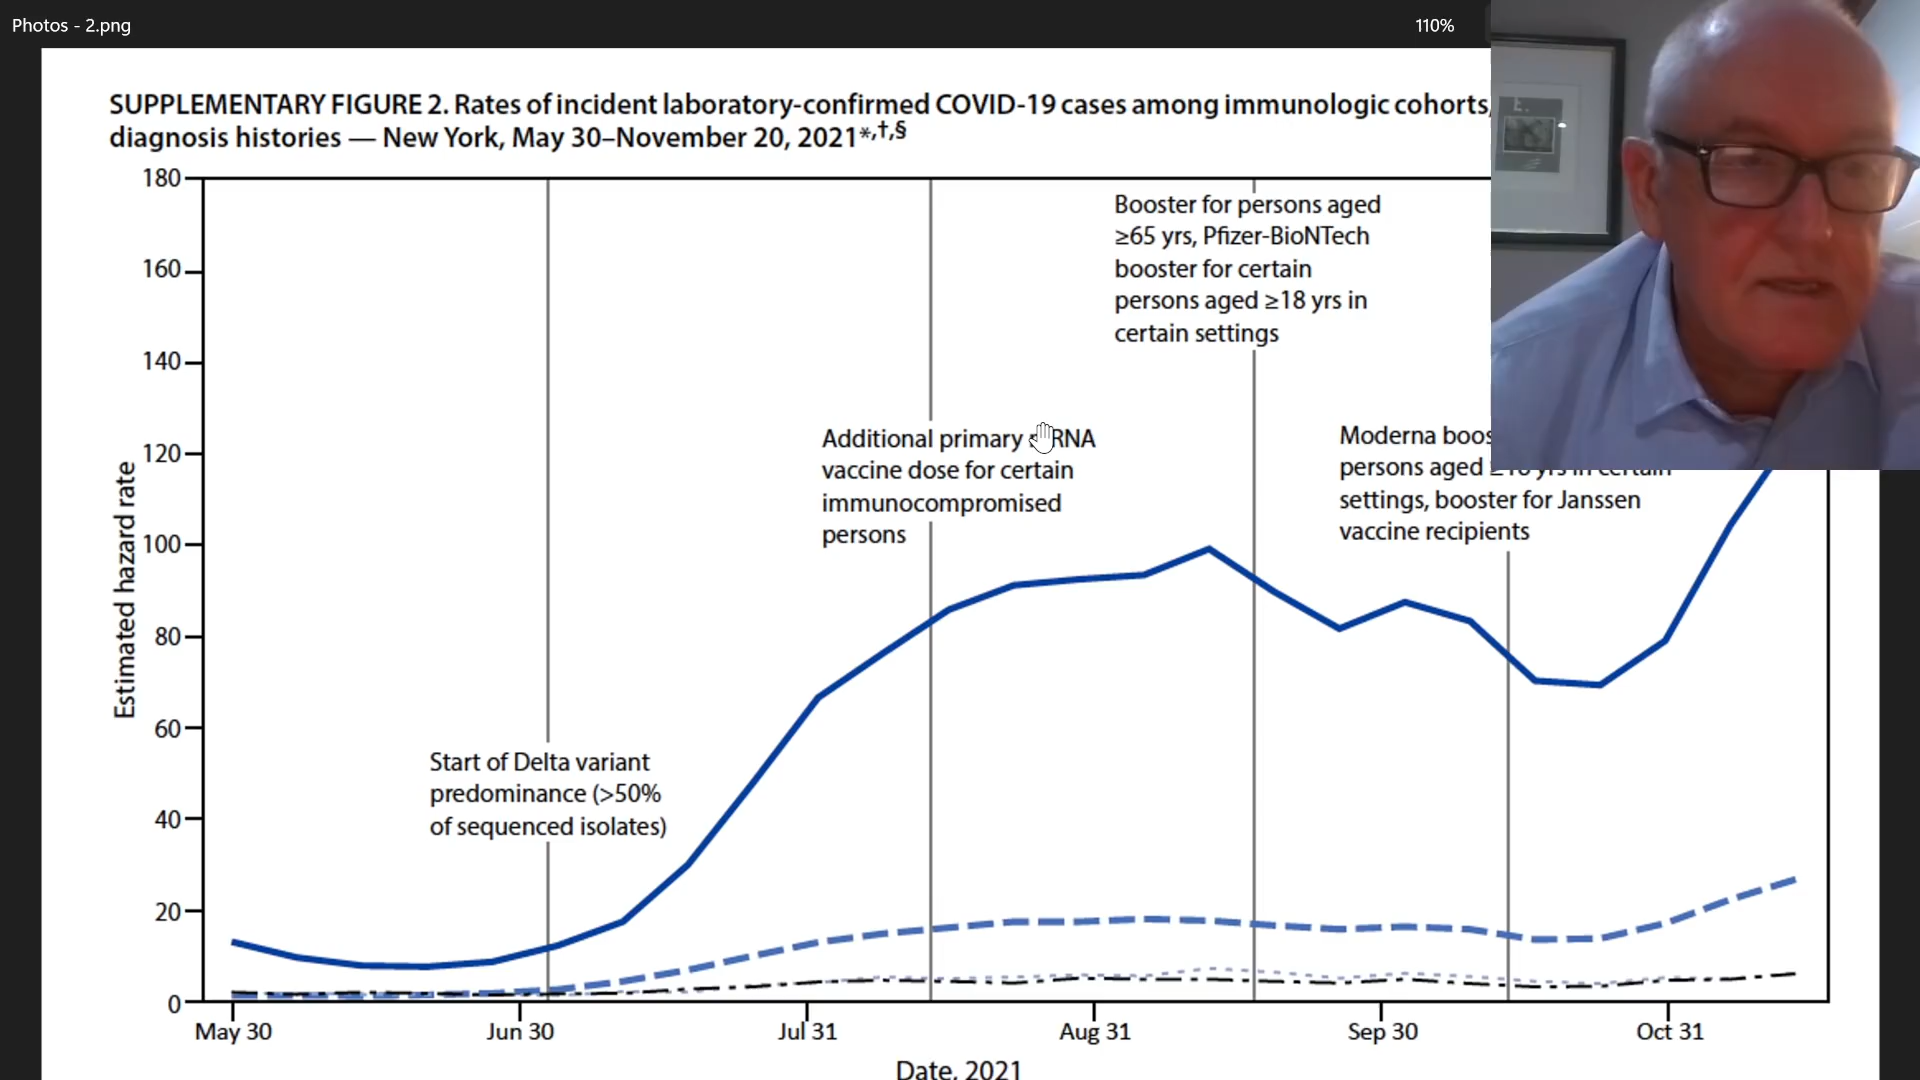 Photos - 2.png
110%
SUPPLEMENTARY FIGURE 2. Rates of incident laboratory-confirmed COVID-19 cases among immunologic cohorts,
diagnosis histories — New York, May 30–November 20, 2021*,†,§
180
160
140
120
100
80
60
40
20
0
Estimated hazard rate
Booster for persons aged
≥65 yrs, Pfizer-BioNTech
booster for certain
persons aged ≥18 yrs in
certain settings
Additional primary
vaccine dose for certain
immunocompromised
persons
Moderna
persons aged yrs in certain
settings, booster for Janssen
vaccine recipients
Start of Delta variant
predominance (>50%
of sequenced isolates)
May 30
Jun 30
Jul 31
Aug 31
Sep 30
Oct 31
Date, 2021